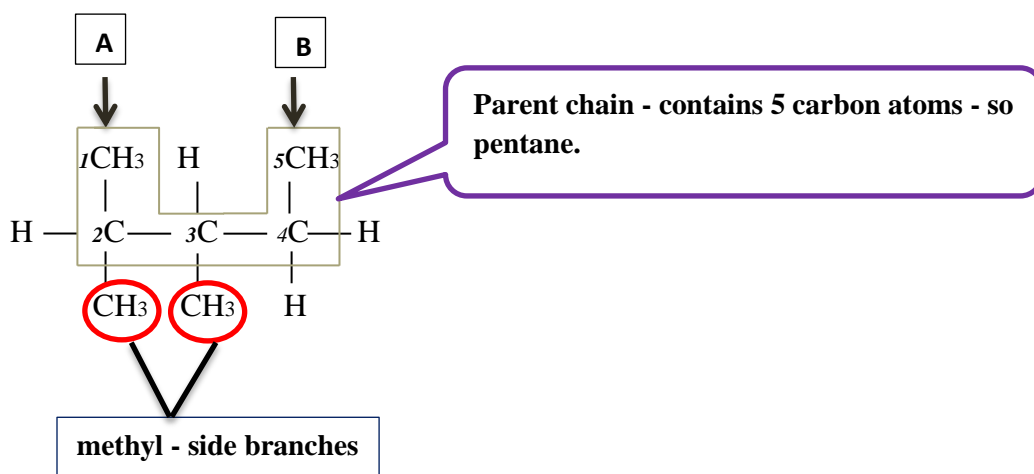 A B
Parent chain - contains 5 carbon atoms - so
pentane.
1CH3 H 5CH3
H 2C 3C 4C H
CH3 CH3 H
methyl - side branches